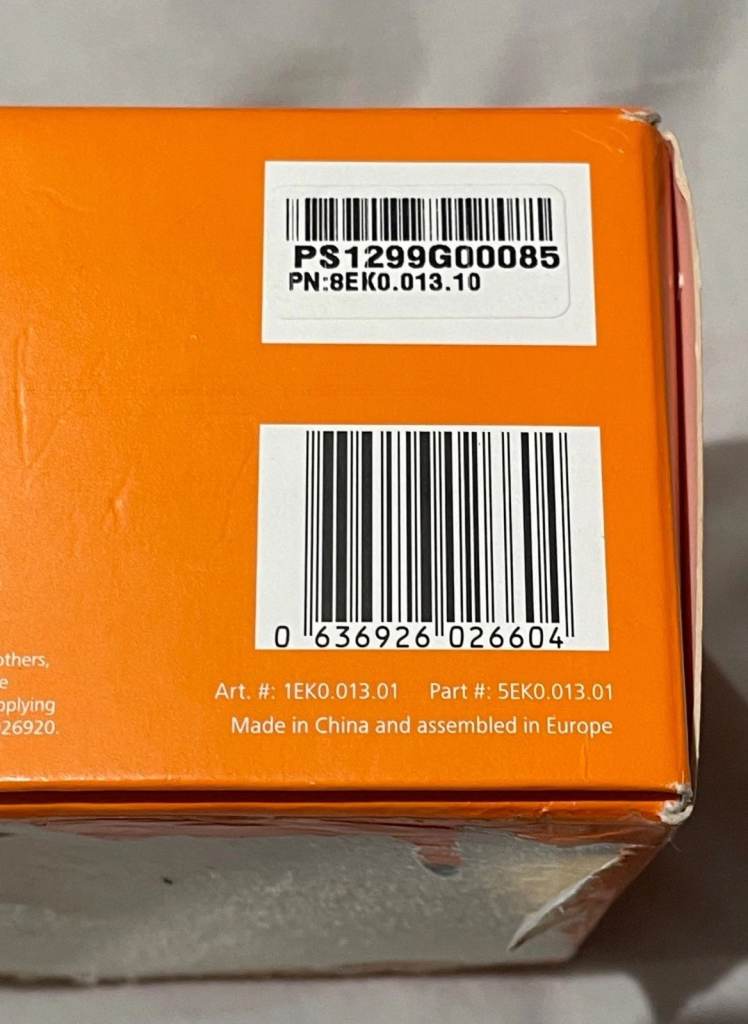 PS1299G00085
PN:8EK0.013.10
0 636926 026604
others,
e
pplying
26920.
Art. #: 1EK0.013.01 Part #: 5EK0.013.01
Made in China and assembled in Europe